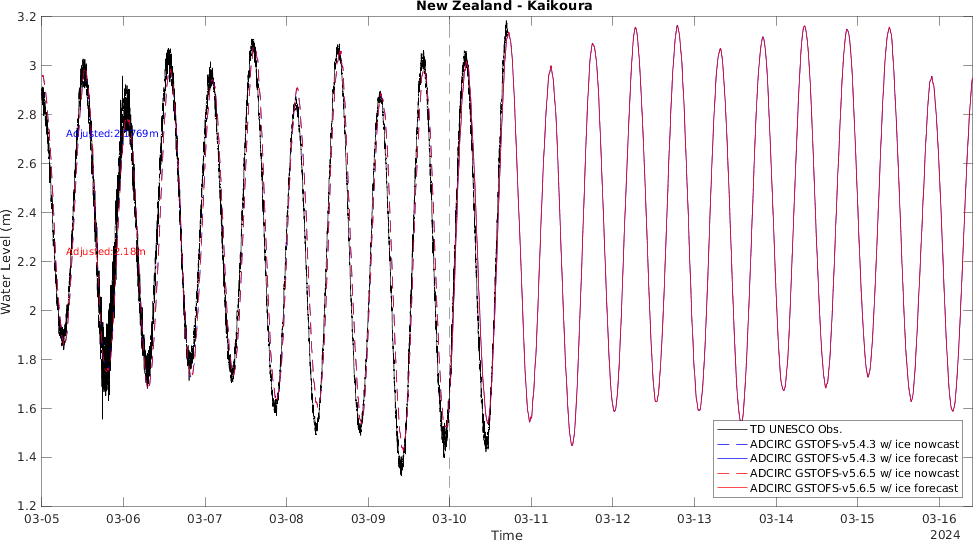 New Zealand - Kaikoura
3.2
3
2.8
2.6
2.4
2.2
2
1.8
1.6
1.4
1.2
Water Level (m)
Adjusted:2.1769m
Adjusted:2.18m
TD UNESCO Obs.
ADCIRC GSTOFS-v5.4.3 w/ ice nowcast
ADCIRC GSTOFS-v5.4.3 w/ ice forecast
ADCIRC GSTOFS-v5.6.5 w/ ice nowcast
ADCIRC GSTOFS-v5.6.5 w/ ice forecast
03-05 03-06 03-07 03-08 03-09 03-10 03-11 03-12 03-13 03-14 03-15 03-16
Time
2024